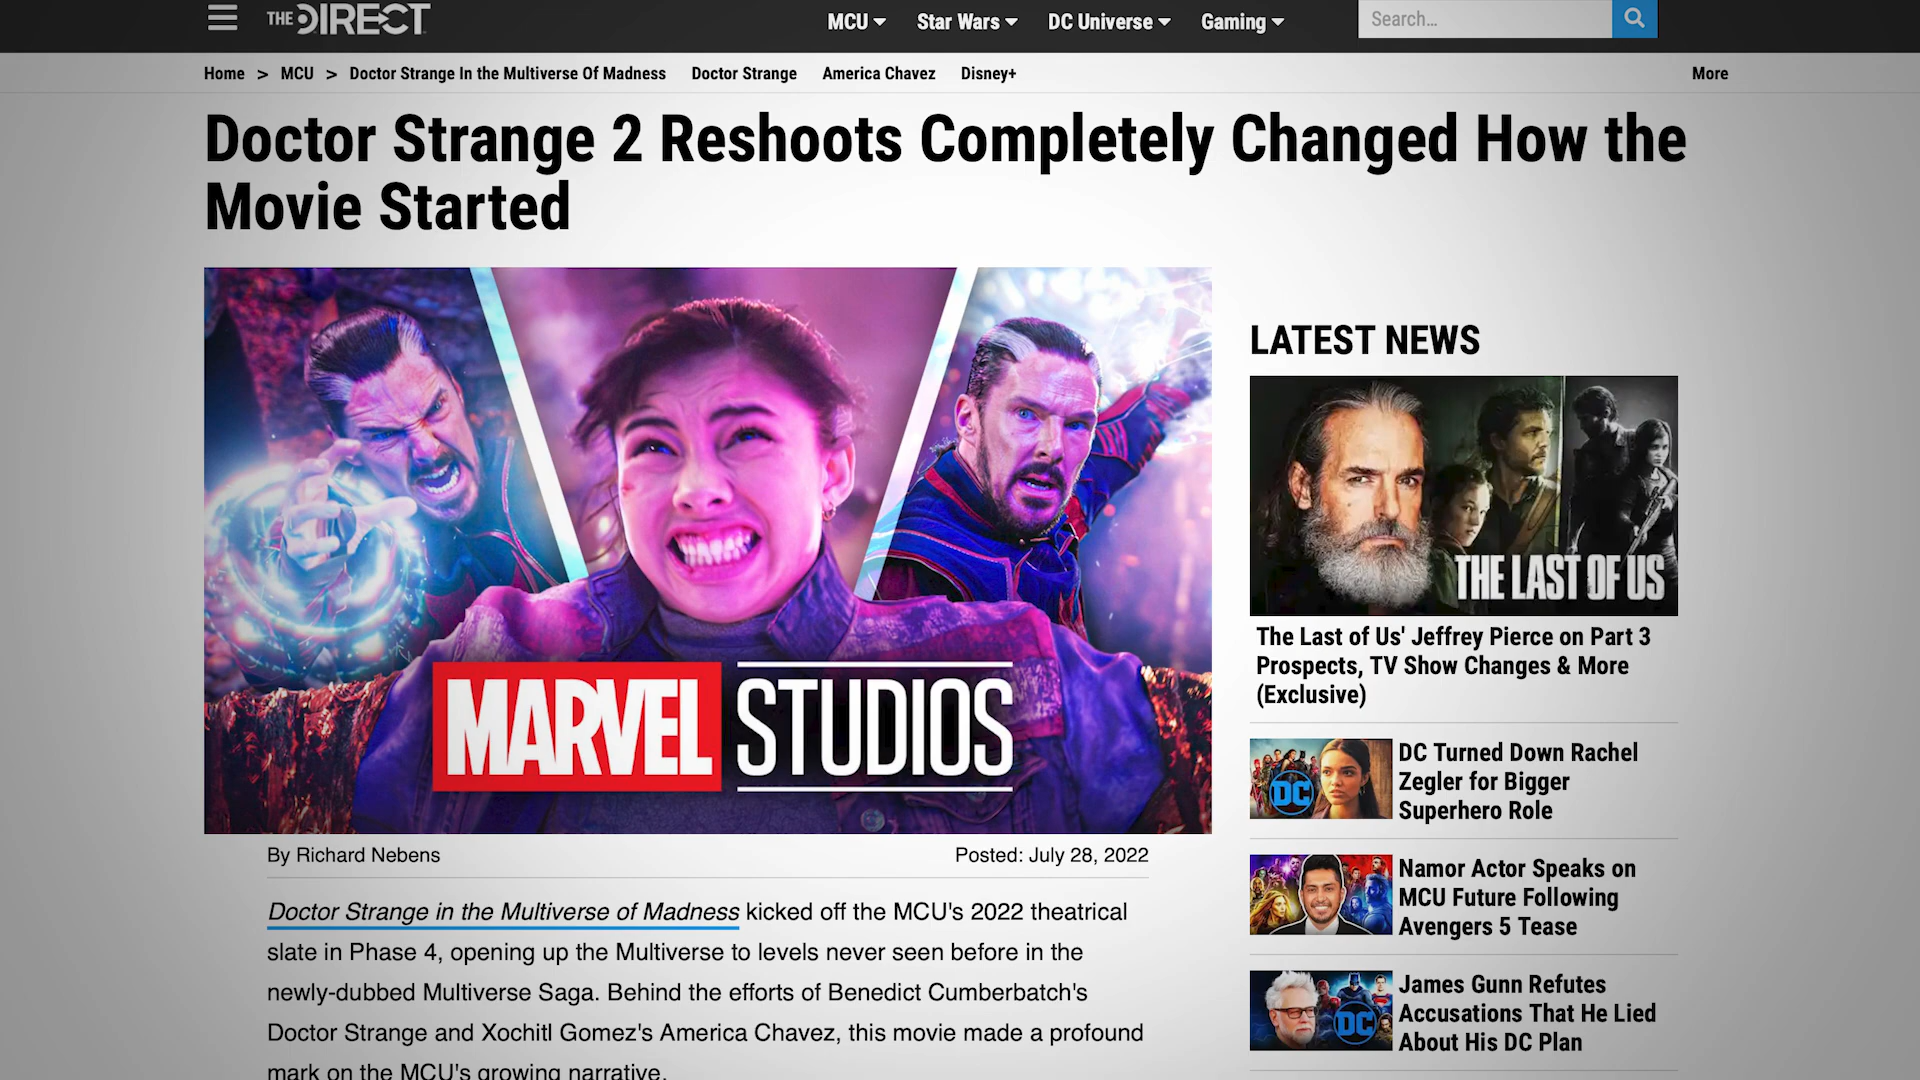 THE DIRECT
MCU
Star Wars
DC Universe
Gaming
Search...
Home > MCU > Doctor Strange In the Multiverse Of Madness Doctor Strange America Chavez Disney+
More
Doctor Strange 2 Reshoots Completely Changed How the
Movie Started
MARVEL STUDIOS
By Richard Nebens
Posted: July 28, 2022
Doctor Strange in the Multiverse of Madness kicked off the MCU's 2022 theatrical
slate in Phase 4, opening up the Multiverse to levels never seen before in the
newly-dubbed Multiverse Saga. Behind the efforts of Benedict Cumberbatch's
Doctor Strange and Xochitl Gomez's America Chavez, this movie made a profound
mark on the MCU's growing narrative.
LATEST NEWS
THE LAST OF US
The Last of Us' Jeffrey Pierce on Part 3
Prospects, TV Show Changes & More
(Exclusive)
DC
DC Turned Down Rachel
Zegler for Bigger
Superhero Role
Namor Actor Speaks on
MCU Future Following
Avengers 5 Tease
DC
James Gunn Refutes
Accusations That He Lied
About His DC Plan